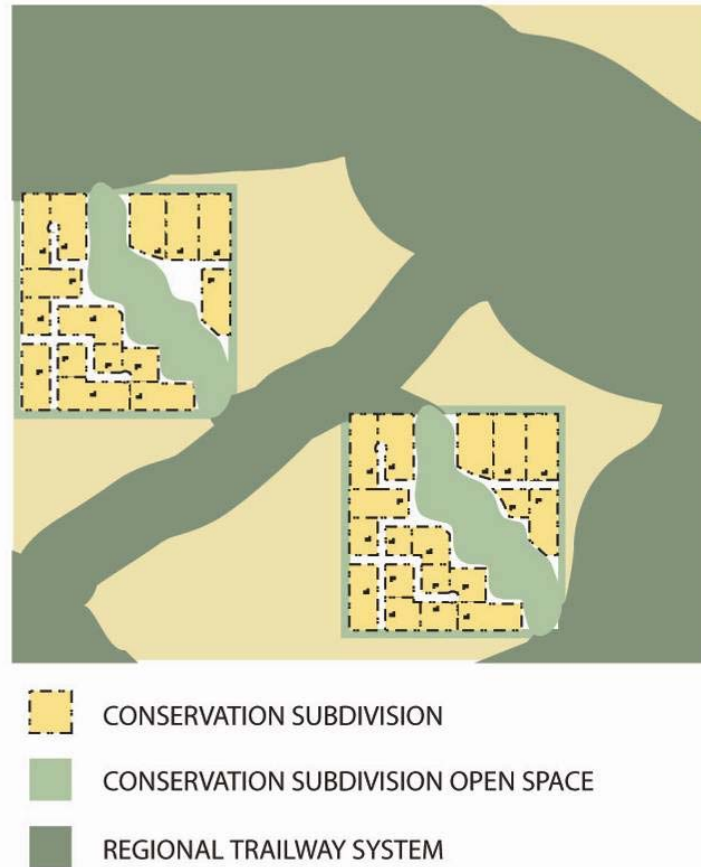 CONSERVATION SUBDIVISION
CONSERVATION SUBDIVISION OPEN SPACE
REGIONAL TRAILWAY SYSTEM